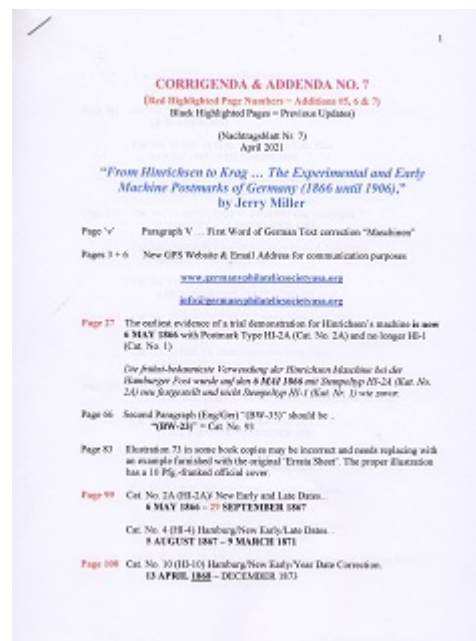 1
CORRIGENDA & ADDENDA NO. 7
(Red Highlighted Page Numbers = Additions #5, 6 & 7)
Black Highlighted Pages = Previous Updates)
(Nachtragsblatt Nr. 7)
April 2021
“From Hinrichsen to Krag … The Experimental and Early
Machine Postmarks of Germany (1866 until 1906).”
by Jerry Miller
Page 'v' Paragraph V … First Word of German Text correction “Maschinen”
Pages 3 + 6 New GPS Website & Email Address for communication purposes
www.germanyphilatelicsocietyusa.org
info@germanyphilatelicsocietyusa.org
Page 27 The earliest evidence of a trial demonstration for Hinrichsen's machine is now
6 MAY 1866 with Postmark Type HI-2A (Cat. No. 2A) and no longer HI-1
(Cat. No. 1)
Die frühst-bekannteste Verwendung der Hinrichsen Maschine bei der
Hamburger Post wurde auf den 6 MAI 1866 mit Stempeltyp HI-2A (Kat. No.
2A) neu festgestellt und nicht Stempeltyp HI-1 (Kat. Nr. 1) wie zuvor.
Page 66 Second Paragraph (Eng/Ger) “(BW-35)” should be ..
“(BW-23)” = Cat. No. 93
Page 83 Illustration 73 in some book copies may be incorrect and needs replacing with
an example furnished with the original 'Errata Sheet'. The proper illustration
has a 10 Pfg.-franked official cover.
Page 99 Cat. No. 2A (HI-2A)/ New Early and Late Dates…
6 MAY 1866 – 29 SEPTEMBER 1867
Cat. No. 4 (HI-4) Hamburg/New Early/Late Dates…
5 AUGUST 1867 – 9 MARCH 1871
Page 100 Cat. No. 10 (HI-10) Hamburg/New Early/Year Date Correction.
13 APRIL 1868 – DECEMBER 1873